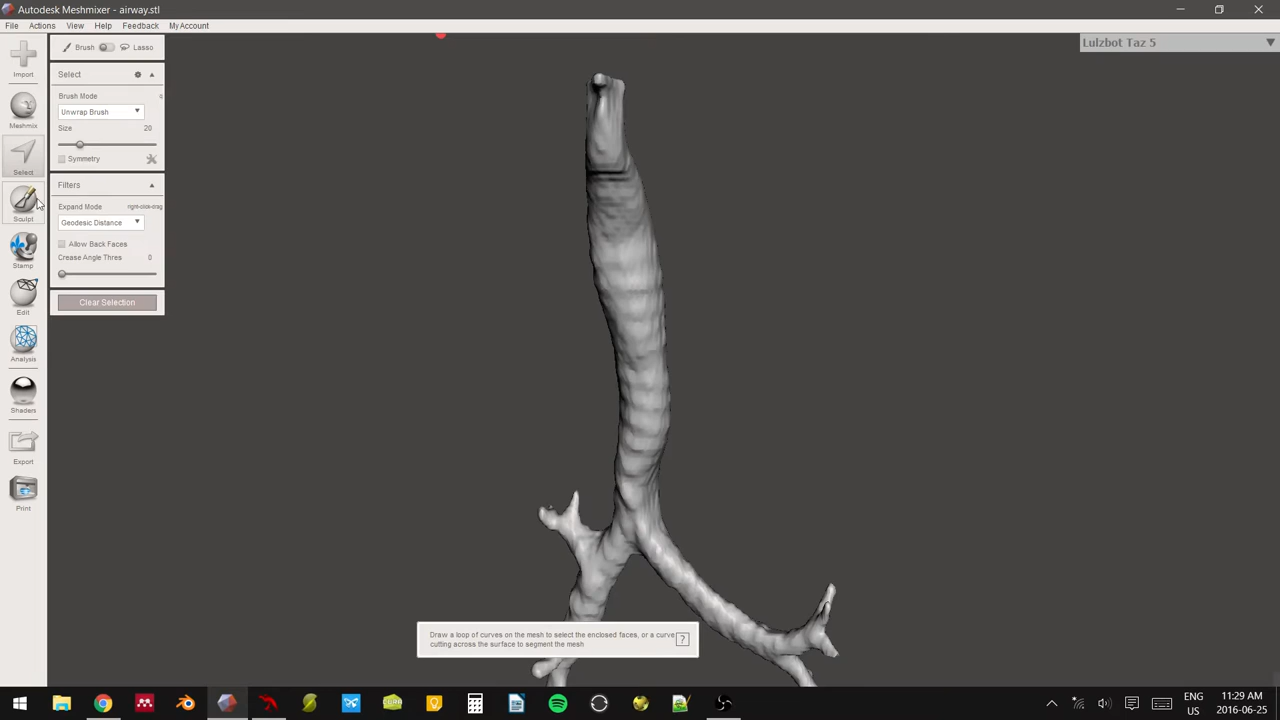 Autodesk Meshmixer - airway.stl
File Actions View Help Feedback My Account
Import
Meshmix
Select
Sculpt
Stamp
Edit
Analysis
Shaders
Export
Print
Brush Lasso
Select
Brush Mode
Unwrap Brush
Size 20
Symmetry
Filters
Expand Mode right-click-drag
Geodesic Distance
Allow Back Faces
Crease Angle Thres 0
Clear Selection
Lulzbot Taz 5
Draw a loop of curves on the mesh to select the enclosed faces, or a curve
cutting across the surface to segment the mesh
?
CURA
ENG
US
11:29 AM
2016-06-25